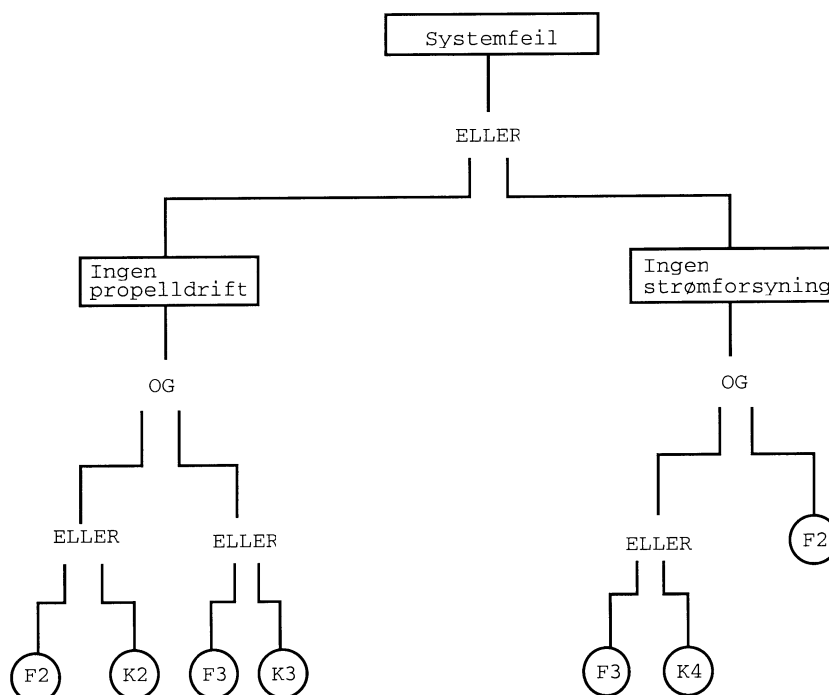 Systemfeil
ELLER
Ingen
propelldrift
Ingen
strømforsyning
OG
OG
ELLER
ELLER
ELLER
F2
F2
K2
F3
K3
F3
K4